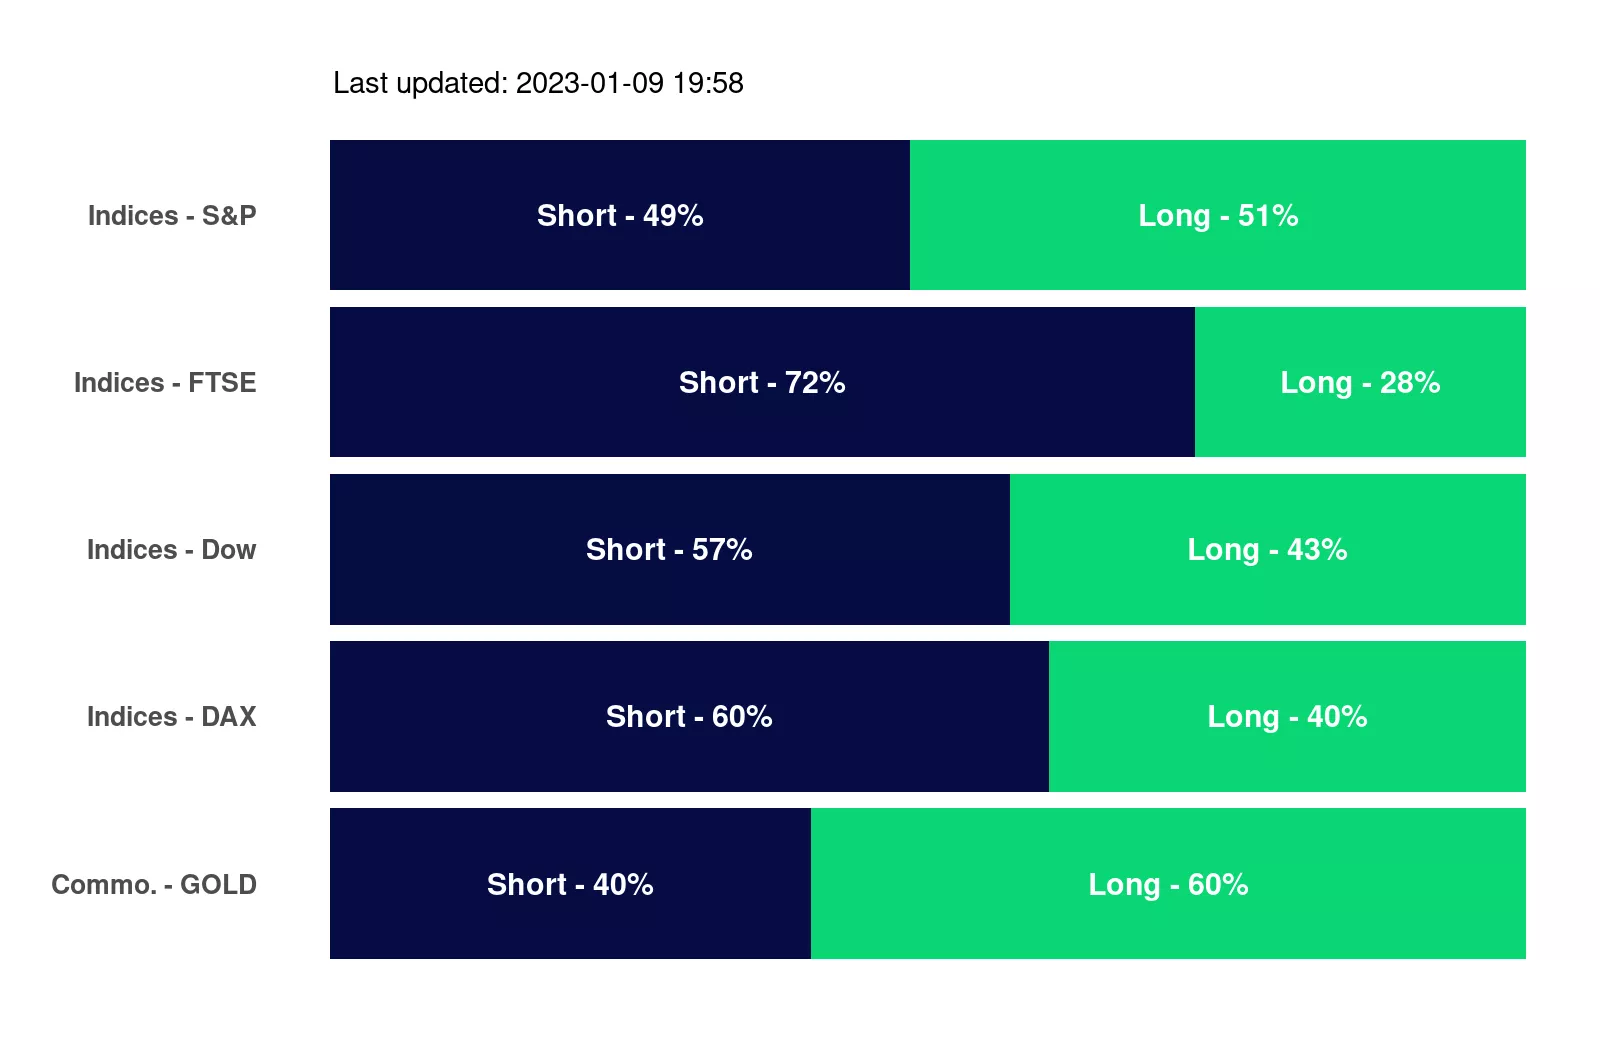 Last updated: 2023-01-09 19:58
Indices - S&P Short - 49% Long - 51%
Indices - FTSE Short - 72% Long - 28%
Indices - Dow Short - 57% Long - 43%
Indices - DAX Short - 60% Long - 40%
Commo. - GOLD Short - 40% Long - 60%